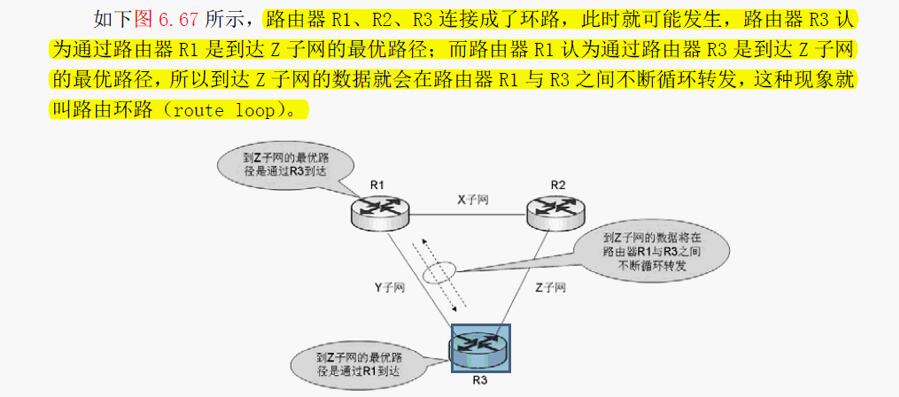 如下图 6.67 所示，路由器 R1、R2、R3 连接成了环路，此时就可能发生，路由器 R3 认
为通过路由器 R1 是到达 Z 子网的最优路径；而路由器 R1 认为通过路由器 R3 是到达 Z 子网
的最优路径，所以到达 Z 子网的数据就会在路由器 R1 与 R3 之间不断循环转发，这种现象就
叫路由环路（route loop）。
到Z子网的最优路
径是通过R3到达
R1
R2
X子网
到Z子网的数据将在
路由器R1与R3之间
不断循环转发
Y子网
Z子网
到Z子网的最优路
径是通过R1到达
R3